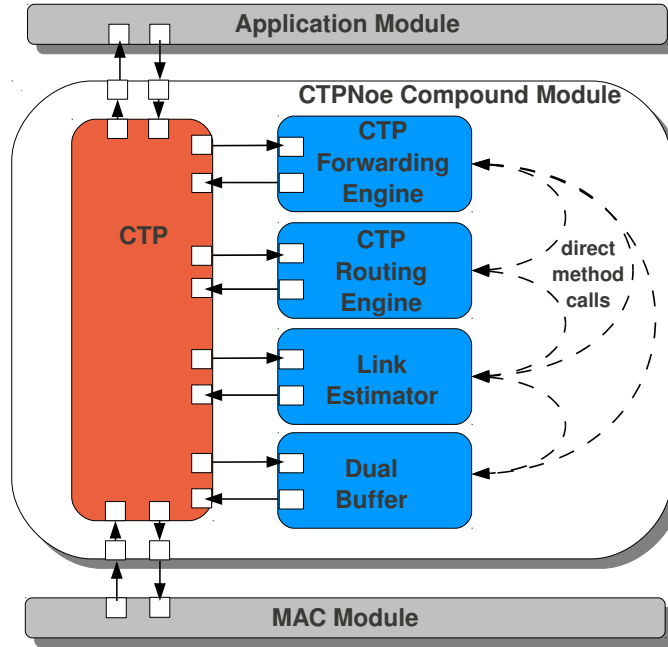 Application Module
CTPNoe Compound Module
CTP
CTP
Forwarding
Engine
CTP
Routing
Engine
direct
method
calls
Link
Estimator
Dual
Buffer
MAC Module